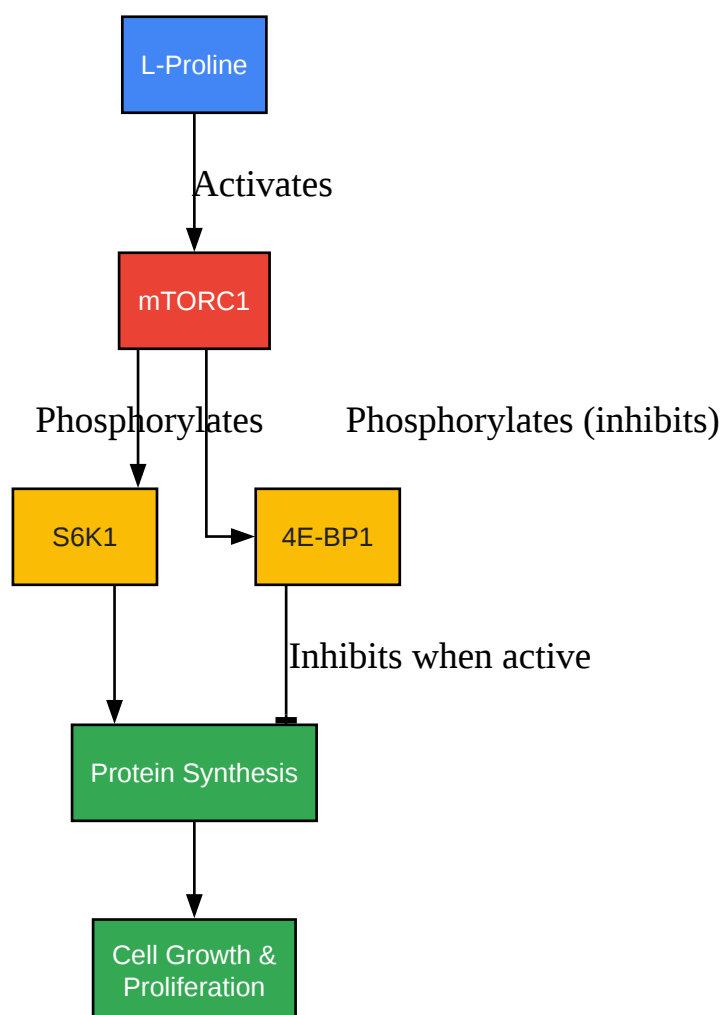 L-Proline
Activates
mTORC1
Phosphorylates
Phosphorylates (inhibits)
S6K1
4E-BP1
Inhibits when active
Protein Synthesis
Cell Growth &
Proliferation